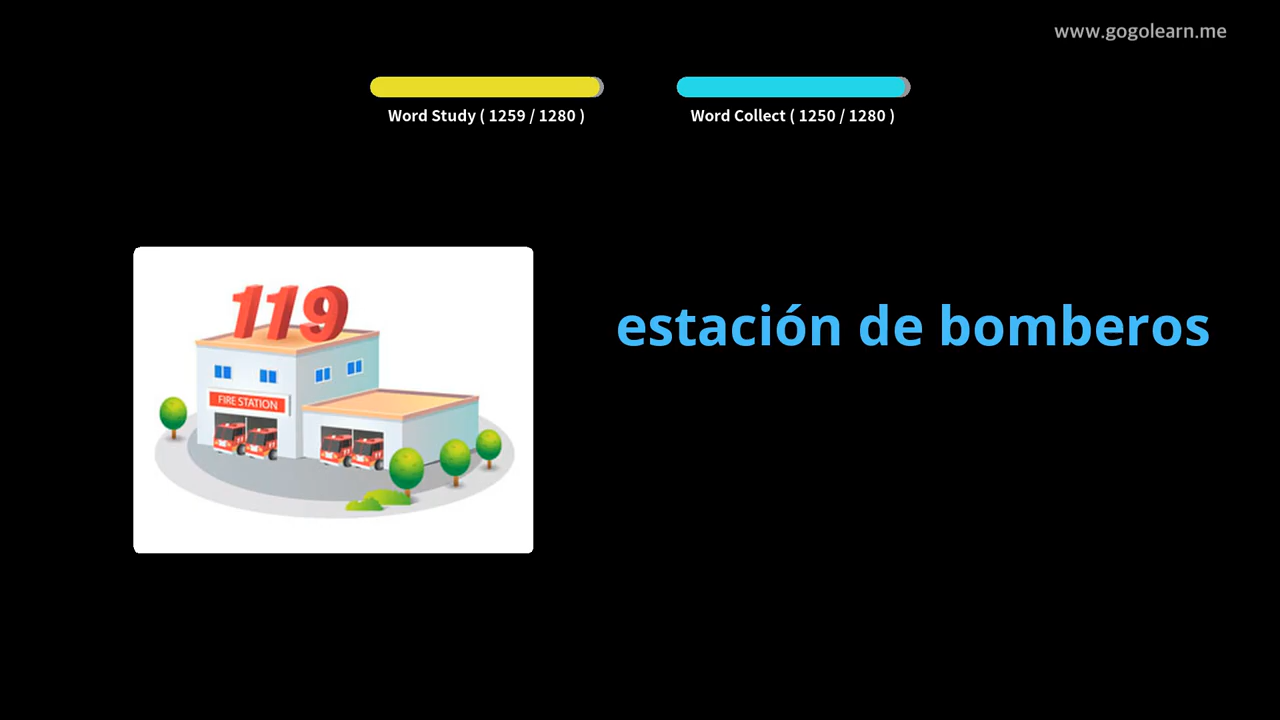 www.gogolearn.me
Word Study ( 1259 / 1280 )
Word Collect ( 1250 / 1280 )
119
FIRE STATION
estación de bomberos